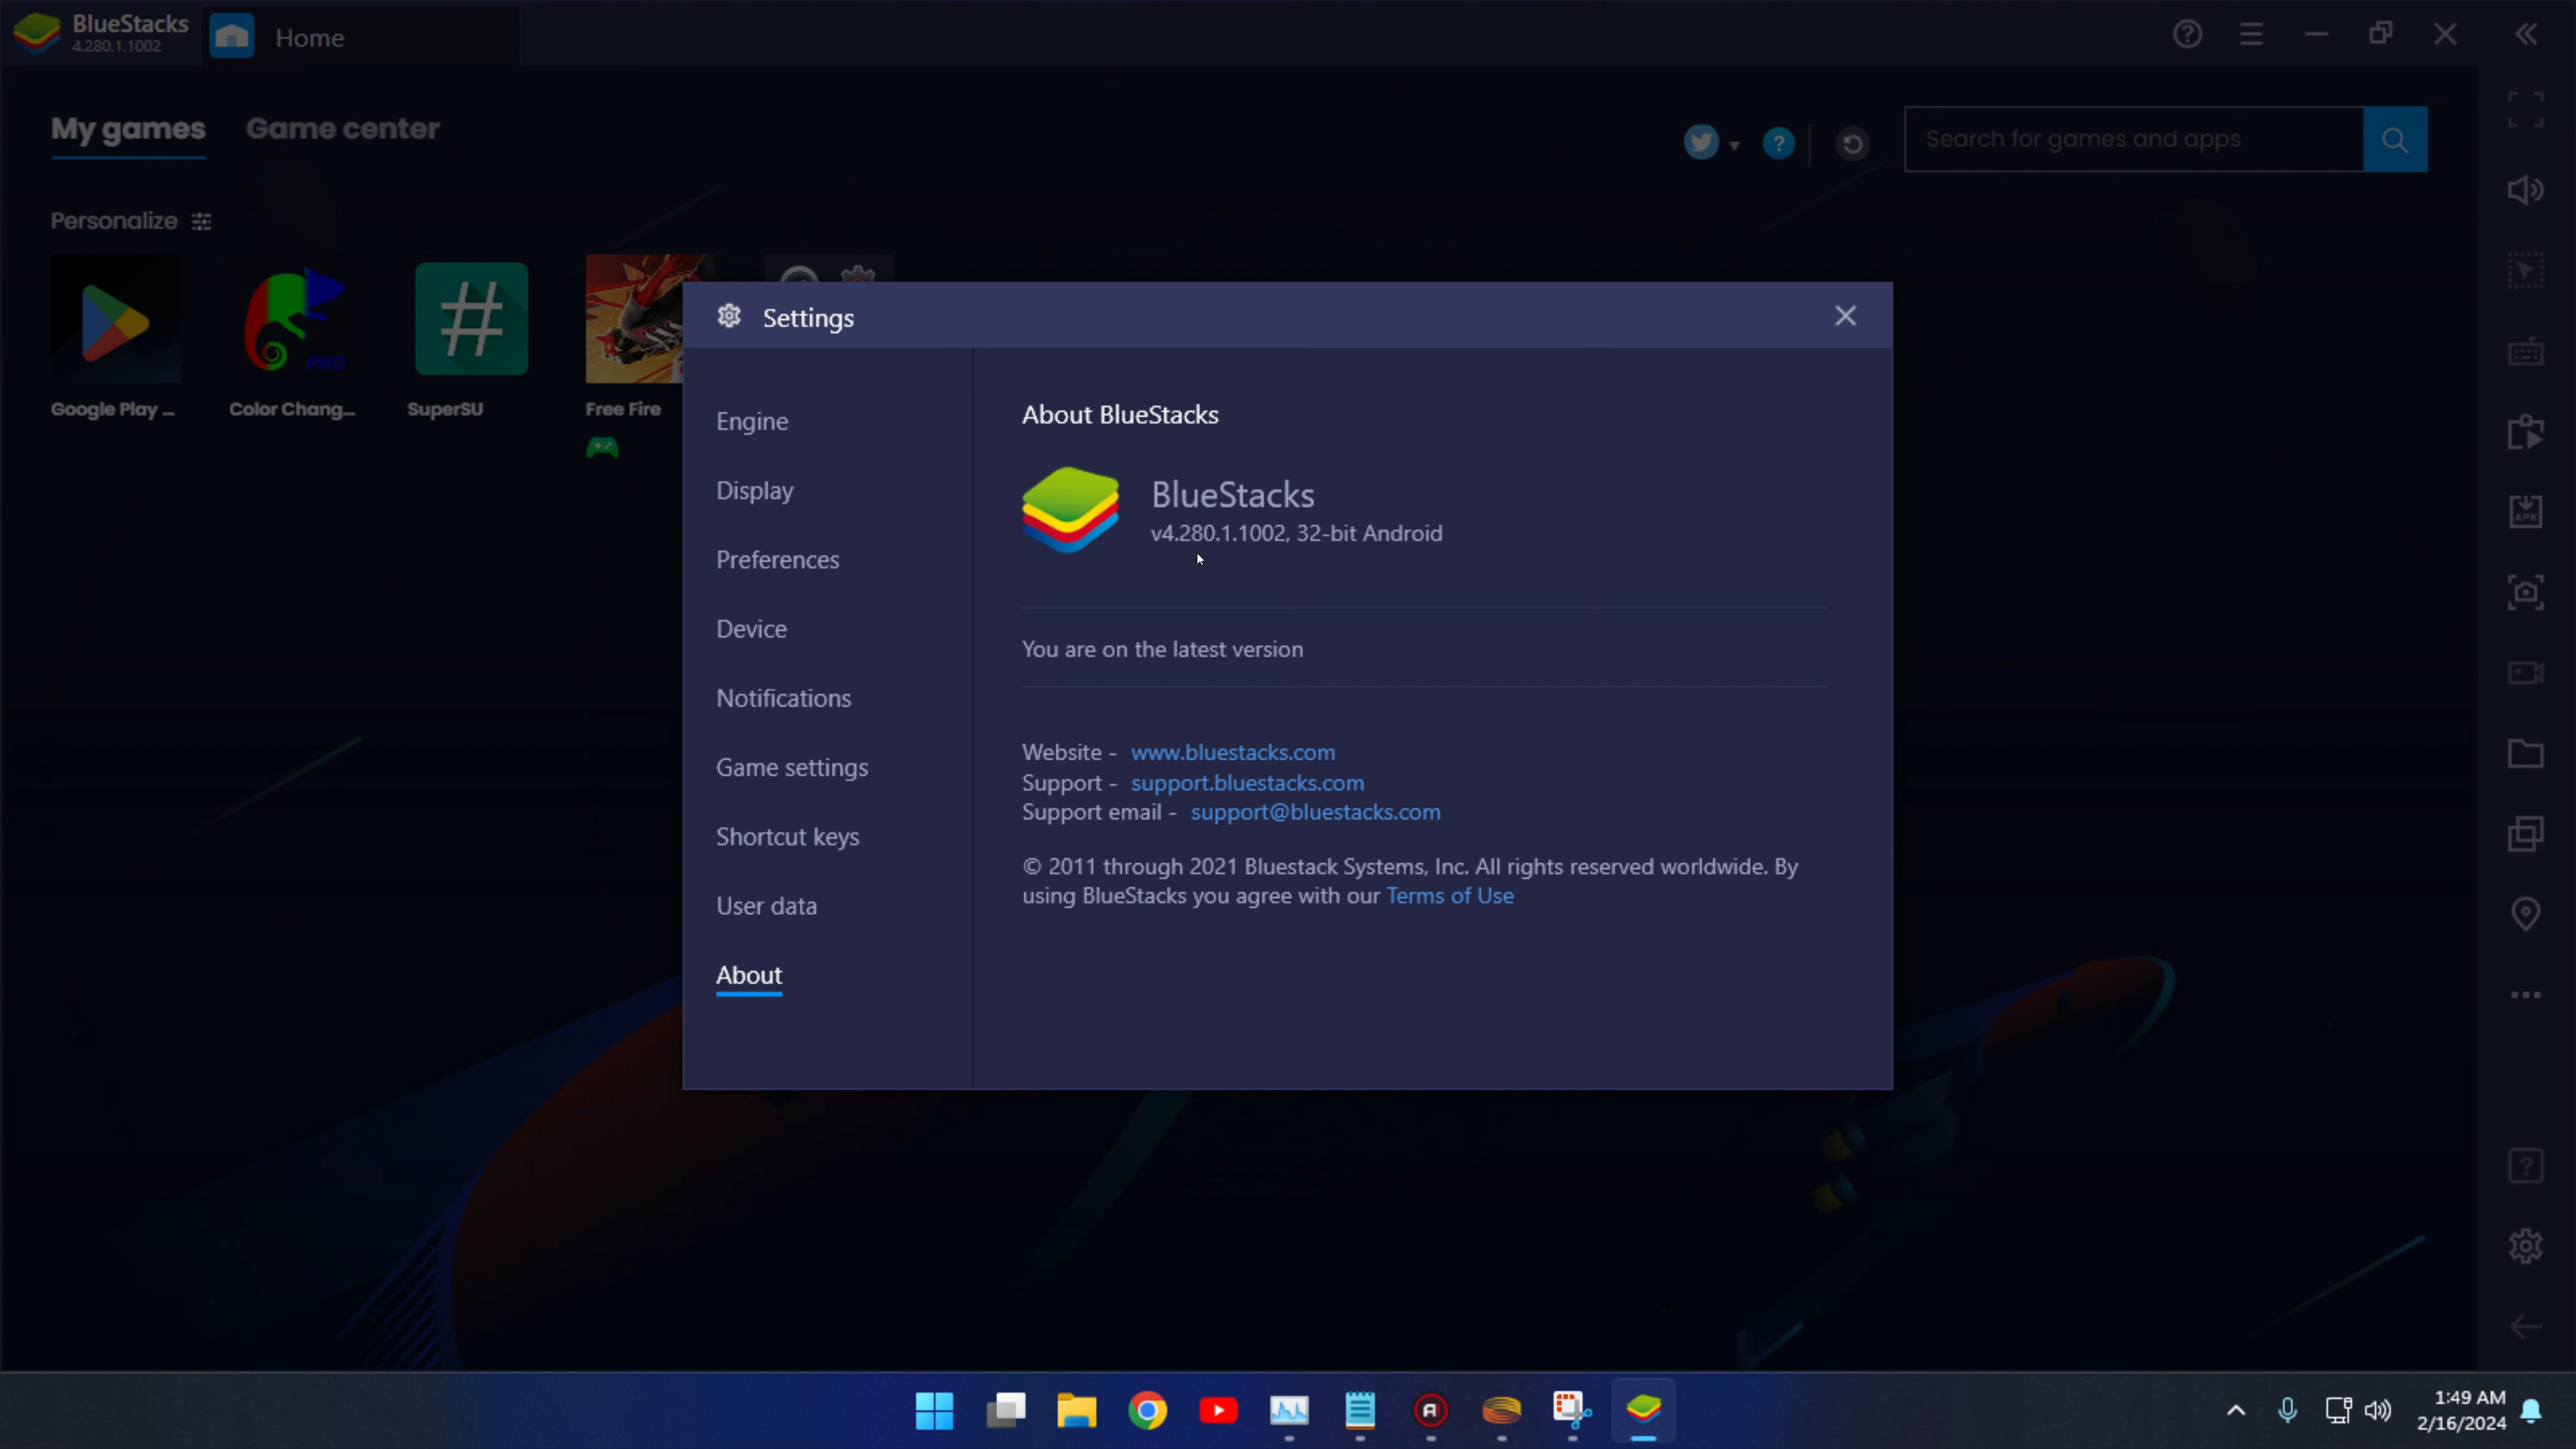 BlueStacks
4.280.1.1002
Home
My games
Game center
Search for games and apps
Personalize
PRO
Google Play ...
Color Chang...
SuperSU
Free Fire
Settings
Engine
Display
Preferences
Device
Notifications
Game settings
Shortcut keys
User data
About
About BlueStacks
BlueStacks
v4.280.1.1002, 32-bit Android
You are on the latest version
Website - www.bluestacks.com
Support - support.bluestacks.com
Support email - support@bluestacks.com
© 2011 through 2021 Bluestack Systems, Inc. All rights reserved worldwide. By
using BlueStacks you agree with our Terms of Use
APK
1:49 AM
2/16/2024